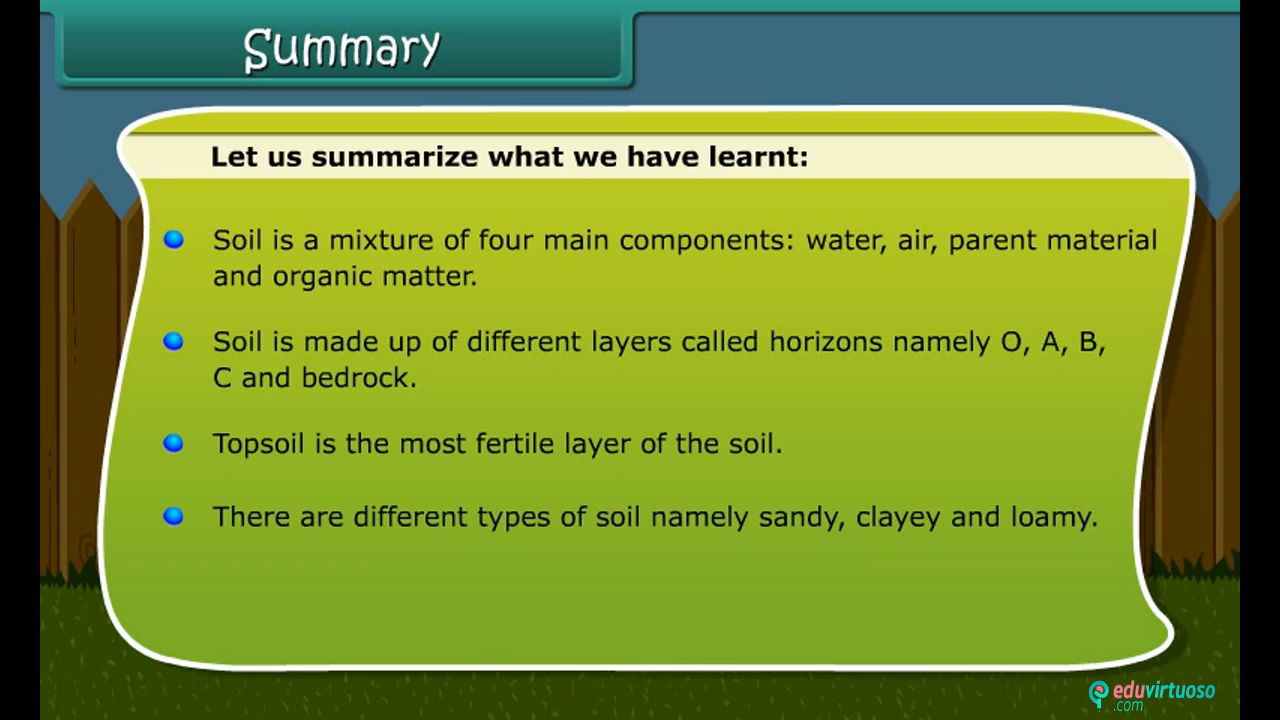 Summary
Let us summarize what we have learnt:
Soil is a mixture of four main components: water, air, parent material
and organic matter.
Soil is made up of different layers called horizons namely O, A, B,
C and bedrock.
Topsoil is the most fertile layer of the soil.
There are different types of soil namely sandy, clayey and loamy.
eduvirtuoso
.com